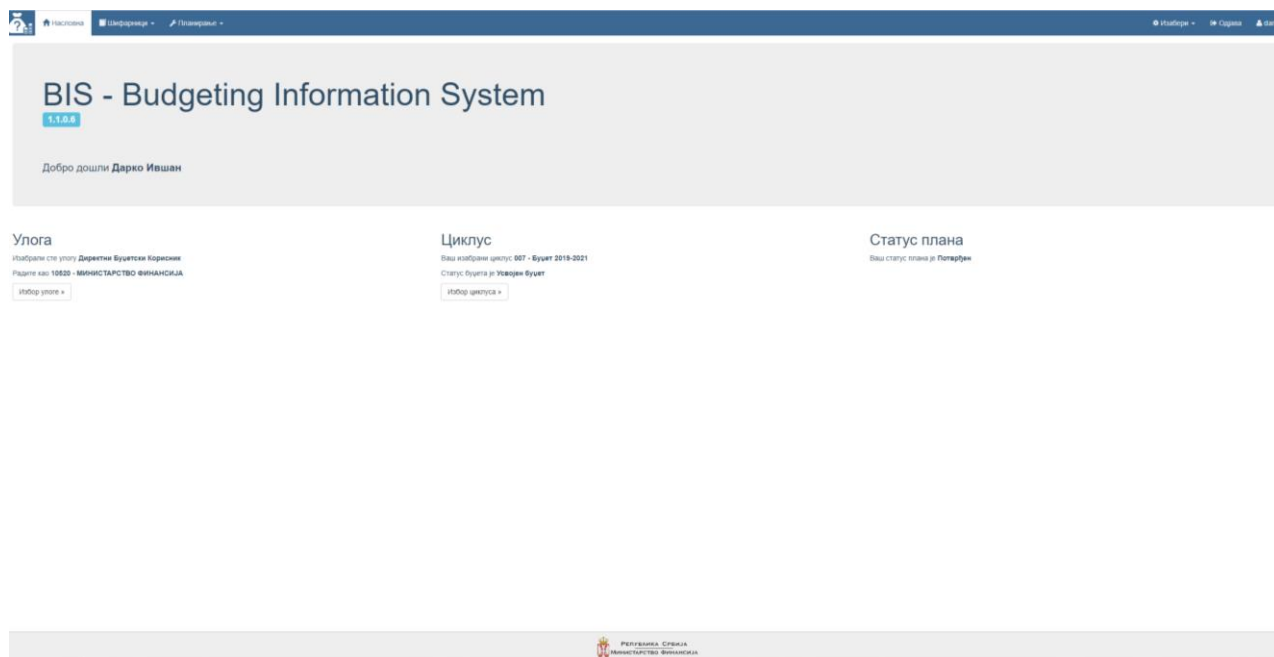 Насловна
Шифарници
Планирање
Изабери
Одјава
BIS - Budgeting Information System
1.1.0.6
Добро дошли Дарко Ившан
Улога
Изабрали сте улогу Директни Буџетски Корисник
Радите као 10520 - МИНИСТАРСТВО ФИНАНСИЈА
Избор улоге »
Циклус
Ваш изабрани циклус 007 - Буџет 2019-2021
Статус буџета је Усвојен буџет
Избор циклуса »
Статус плана
Ваш статус плана је Потврђен
РЕПУБЛИКА СРБИЈА
МИНИСТАРСТВО ФИНАНСИЈА